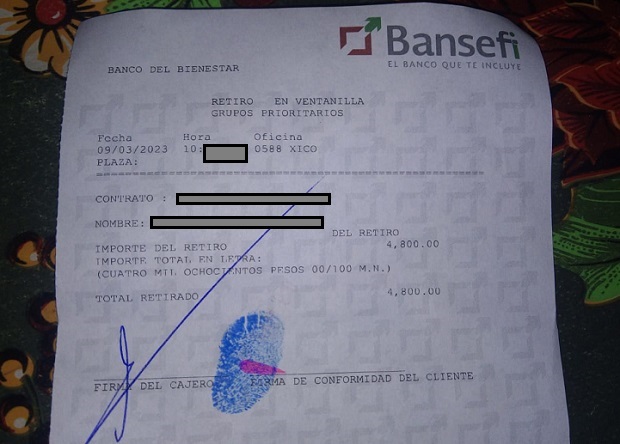 Bansefi
EL BANCO QUE TE INCLUYE
BANCO DEL BIENESTAR
RETIRO EN VENTANILLA
GRUPOS PRIORITARIOS
Fecha Hora Oficina
09/03/2023 10: 0588 XICO
PLAZA:
CONTRATO :
NOMBRE:
DEL RETIRO
IMPORTE DEL RETIRO 4,800.00
IMPORTE TOTAL EN LETRA:
(CUATRO MIL OCHOCIENTOS PESOS 00/100 M.N.)
TOTAL RETIRADO 4,800.00
FIRMA DEL CAJERO FIRMA DE CONFORMIDAD DEL CLIENTE